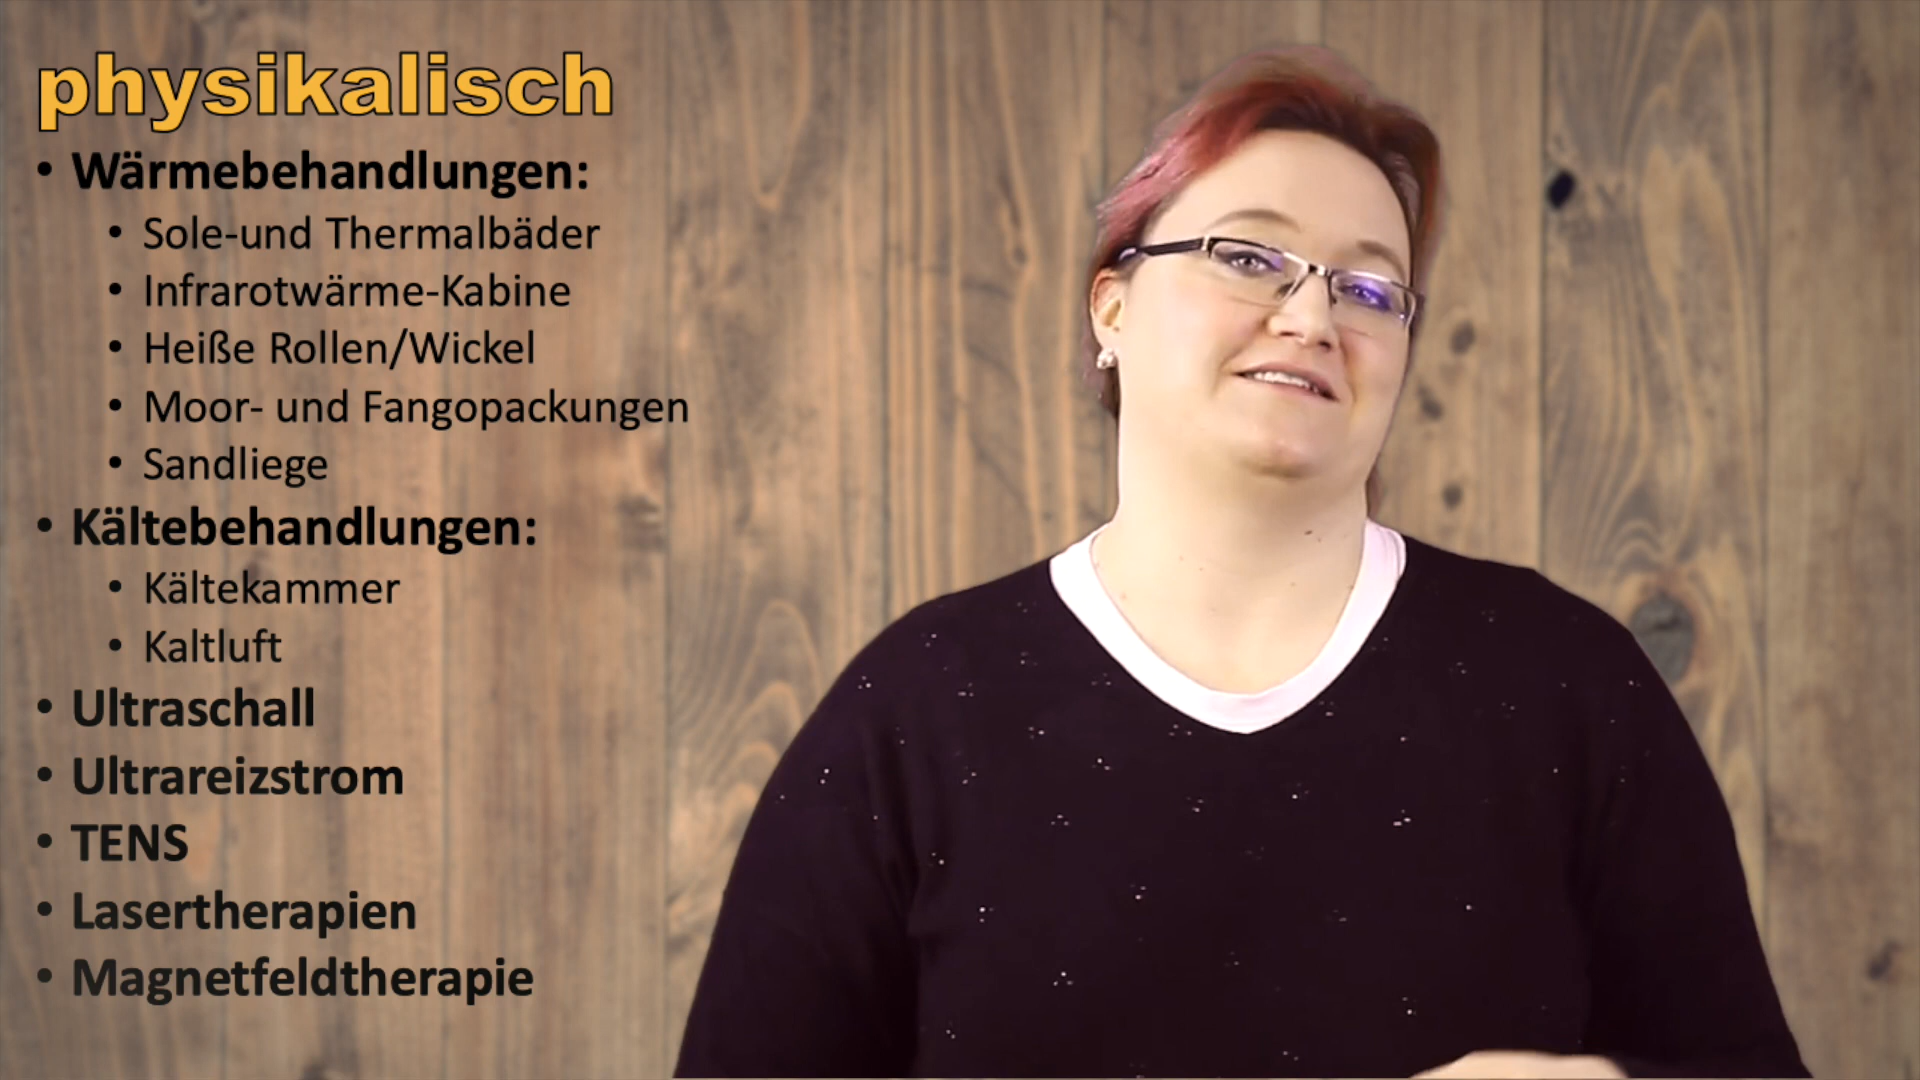 physikalisch
• Wärmebehandlungen:
• Sole-und Thermalbäder
• Infrarotwärme-Kabine
• Heiße Rollen/Wickel
• Moor- und Fangopackungen
• Sandliege
• Kältebehandlungen:
• Kältekammer
• Kaltluft
• Ultraschall
• Ultrareizstrom
• TENS
• Lasertherapien
• Magnetfeldtherapie